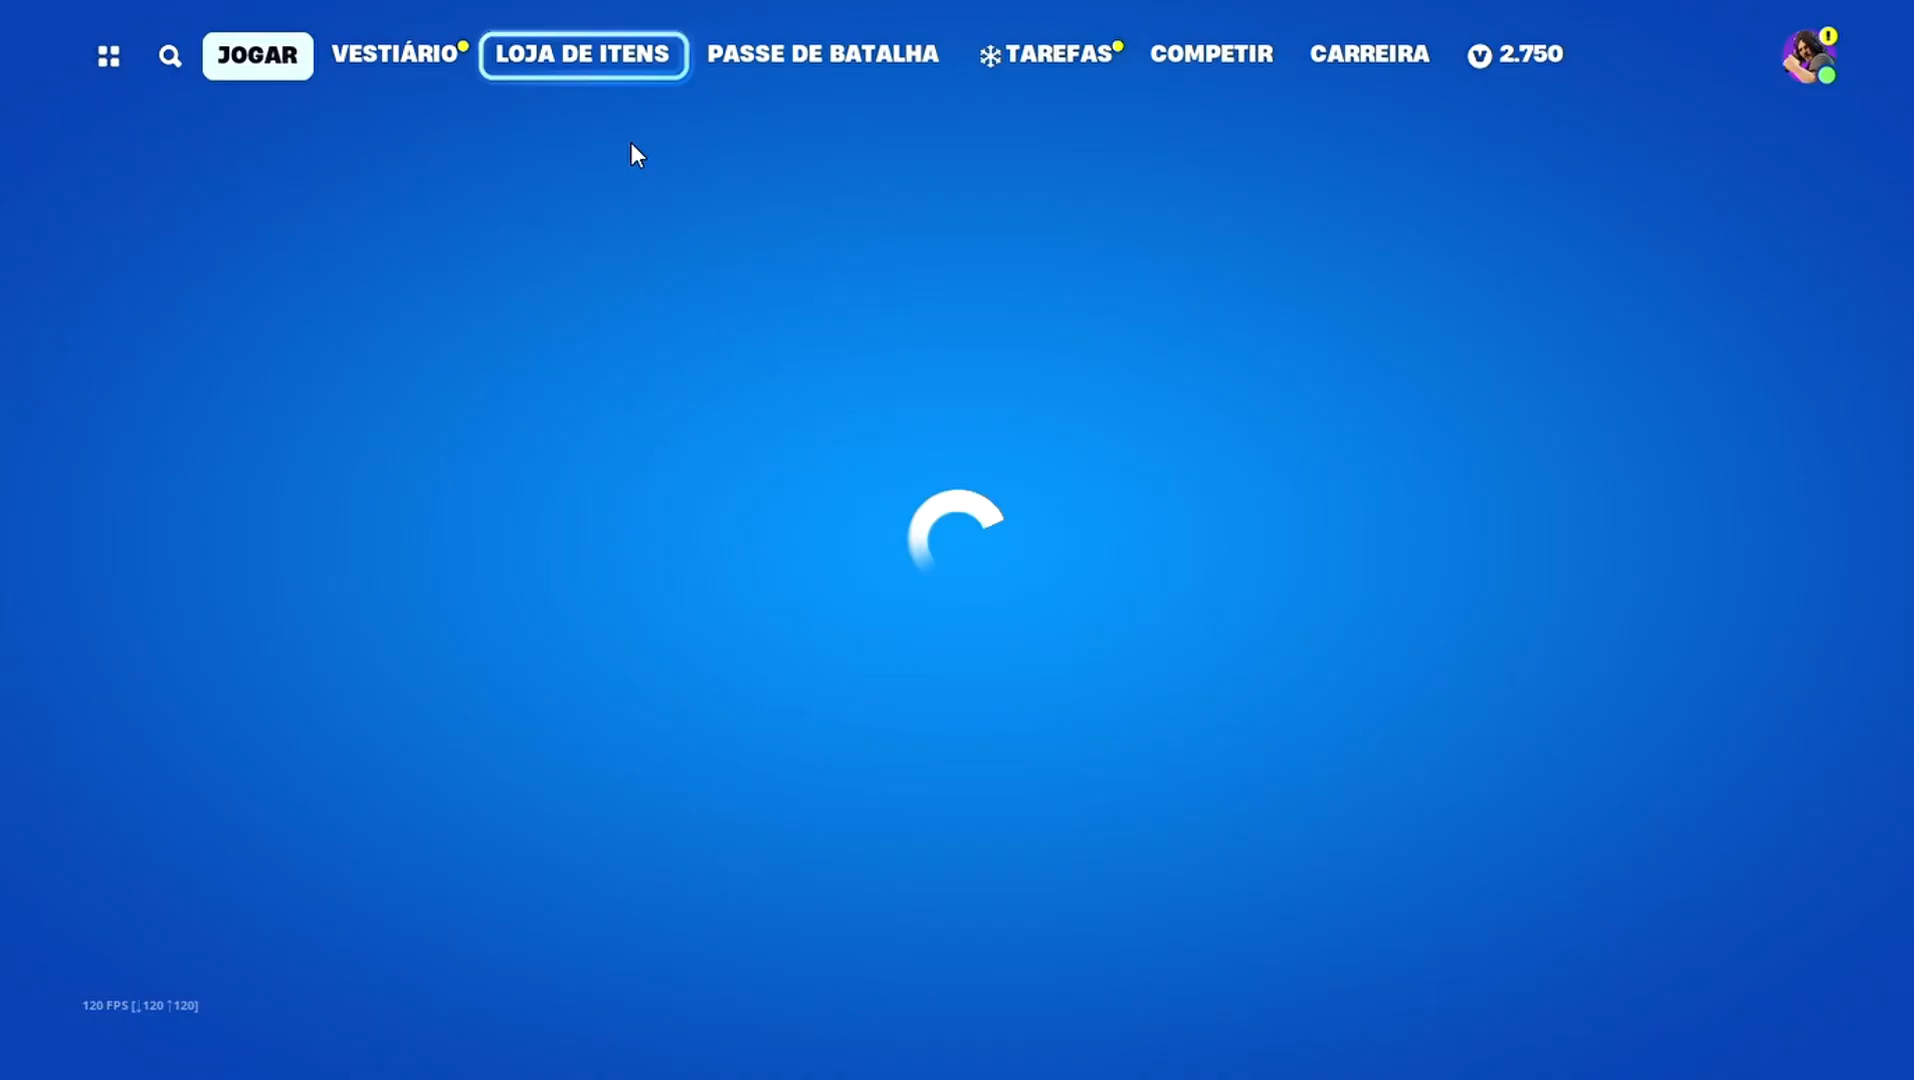 JOGAR VESTIÁRIO LOJA DE ITENS PASSE DE BATALHA TAREFAS COMPETIR CARREIRA 2.750
120 FPS [↓120 ↑120]